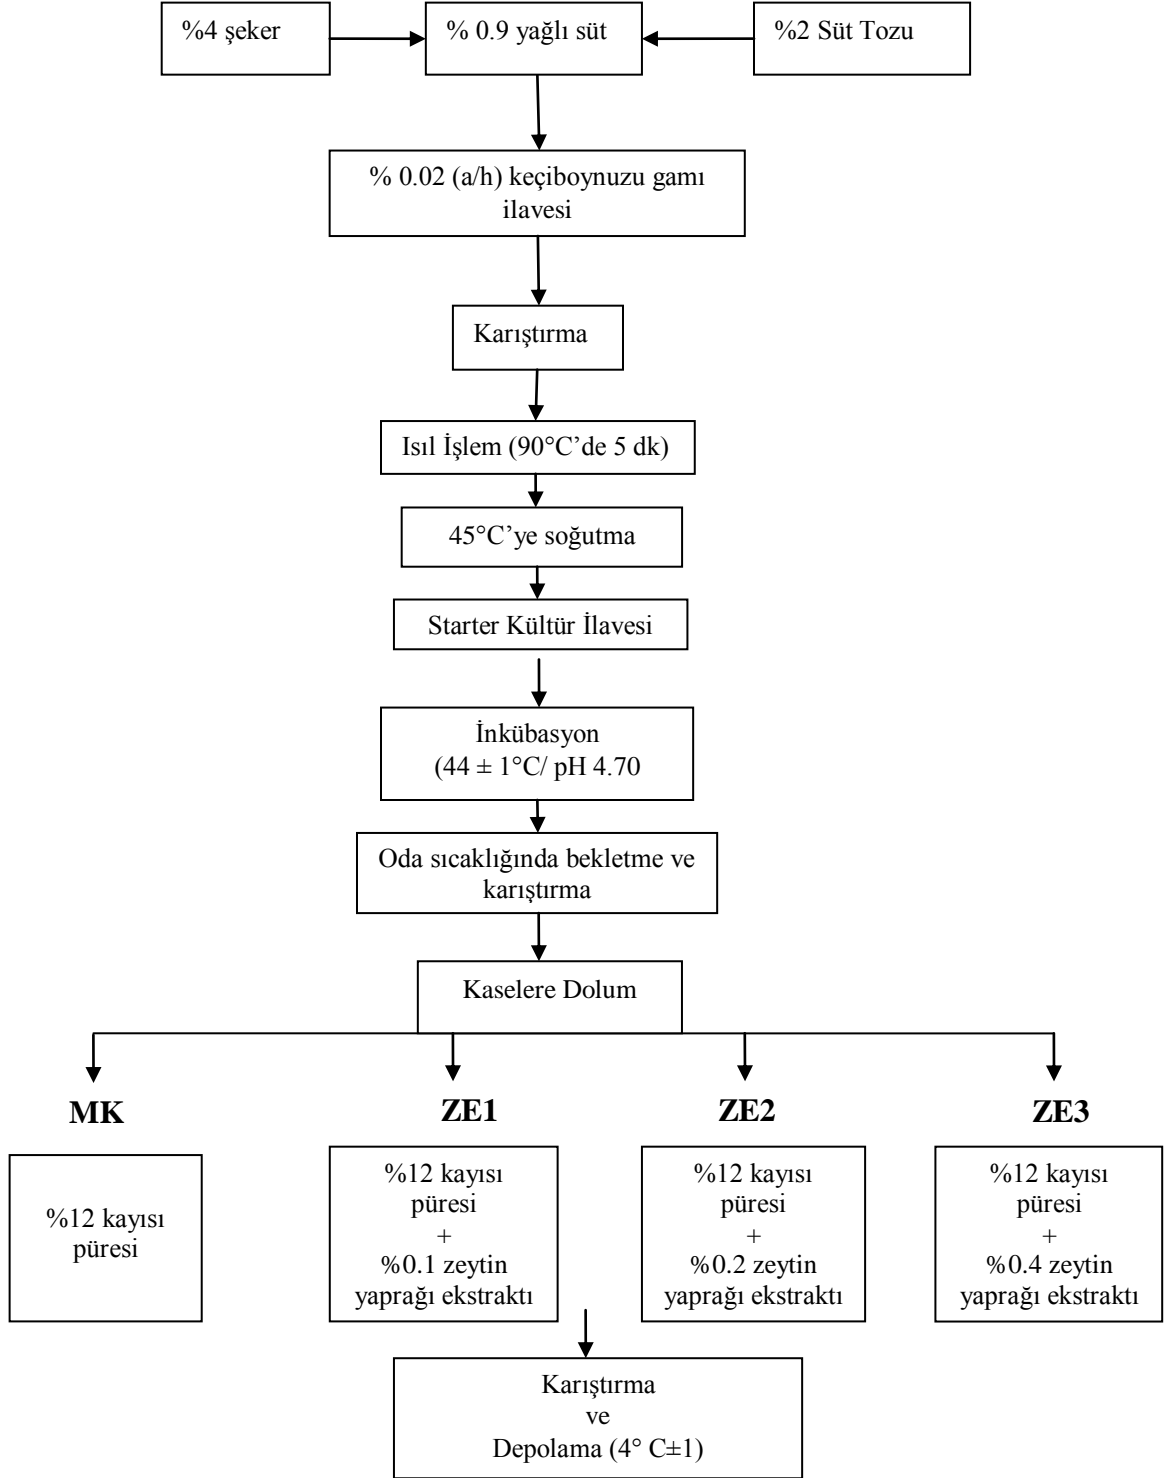 %4 şeker
% 0.9 yağlı süt
%2 Süt Tozu
% 0.02 (a/h) keçiboynuzu gamı
ilavesi
Karıştırma
Isıl İşlem (90°C’de 5 dk)
45°C’ye soğutma
Starter Kültür İlavesi
İnkübasyon
(44 ± 1°C/ pH 4.70
Oda sıcaklığında bekletme ve
karıştırma
Kaselere Dolum
MK
ZE1
ZE2
ZE3
%12 kayısı
püresi
%12 kayısı
püresi
+
%0.1 zeytin
yaprağı ekstraktı
%12 kayısı
püresi
+
%0.2 zeytin
yaprağı ekstraktı
%12 kayısı
püresi
+
%0.4 zeytin
yaprağı ekstraktı
Karıştırma
ve
Depolama (4° C±1)